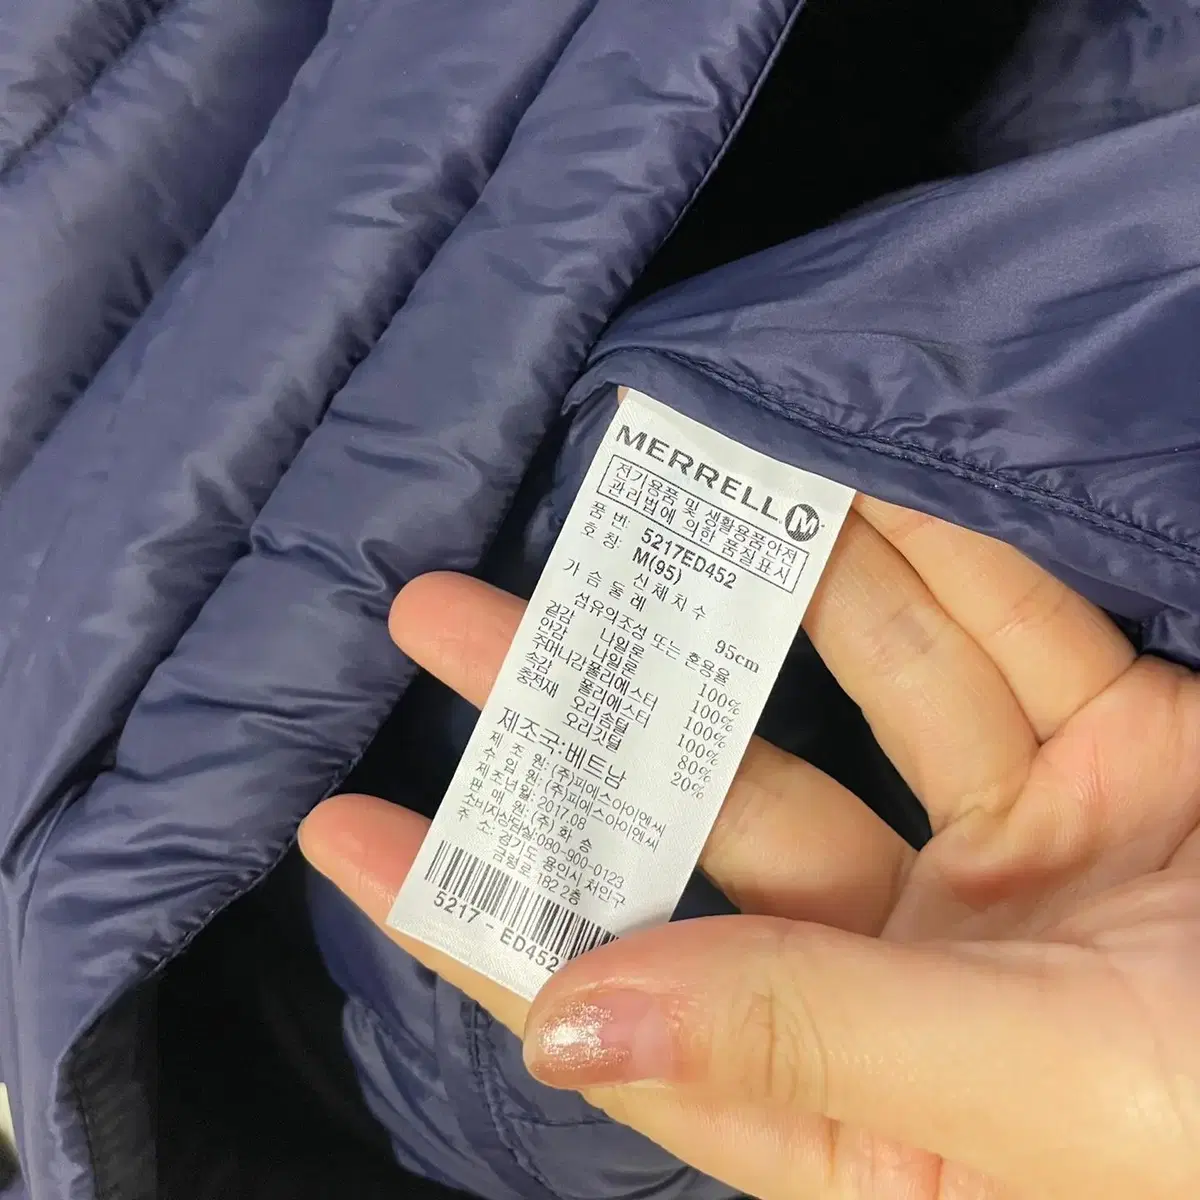 MERRELL M
전기용품 및 생활용품안전
관리법에 의한 품질표시
품 번: 5217ED452
호 칭: M(95)
신체치수
가 슴 둘 레 95cm
섬유의조성 또는 혼용율
겉감 나일론 100%
안감 나일론 100%
주머니감 폴리에스터 100%
속감 폴리에스터 100%
충전재 오리솜털 80%
오리깃털 20%
제조국:베트남
제 조 원: (주)피에스아이엔씨
수 입 원: (주)피에스아이엔씨
제 조 년 월: 2017.08
판 매 원: (주) 화 승
소비자상담실:080-900-0123
주 소: 경기도 용인시 처인구
금령로 182 2층
5217 - ED452